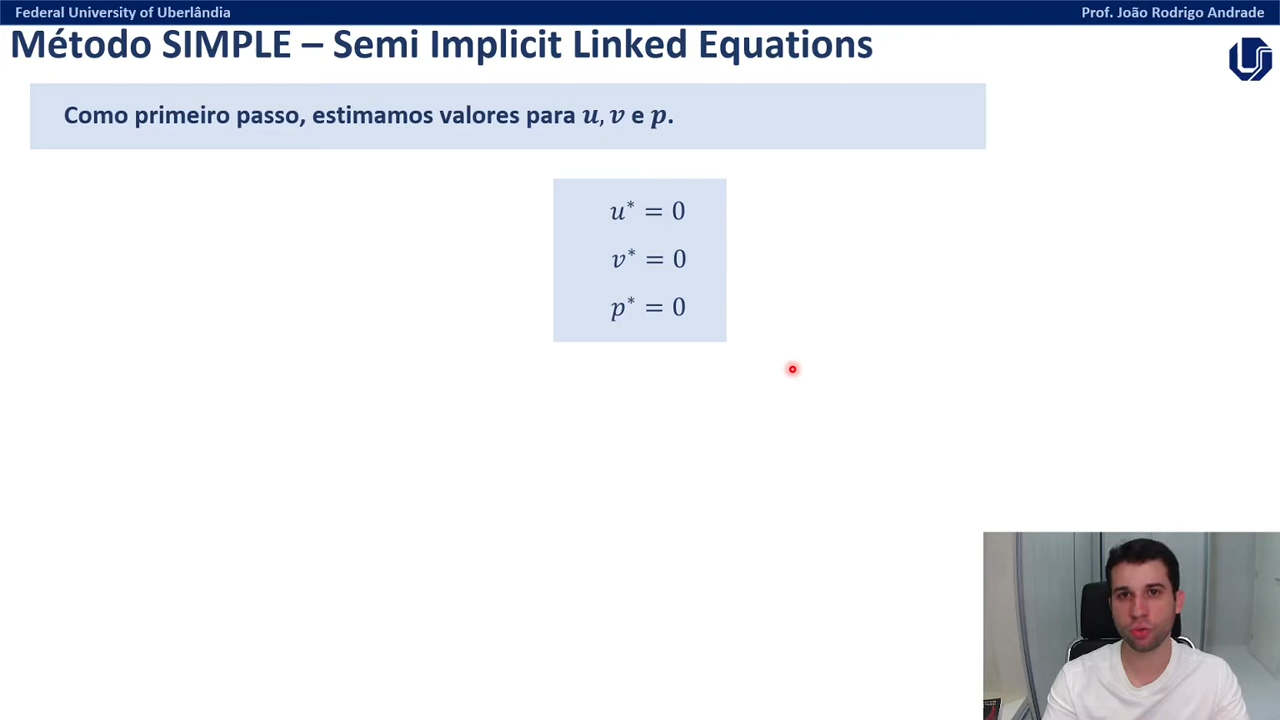 Federal University of Uberlândia
Prof. João Rodrigo Andrade
Método SIMPLE – Semi Implicit Linked Equations
Como primeiro passo, estimamos valores para u, v e p.
u* = 0
v* = 0
p* = 0